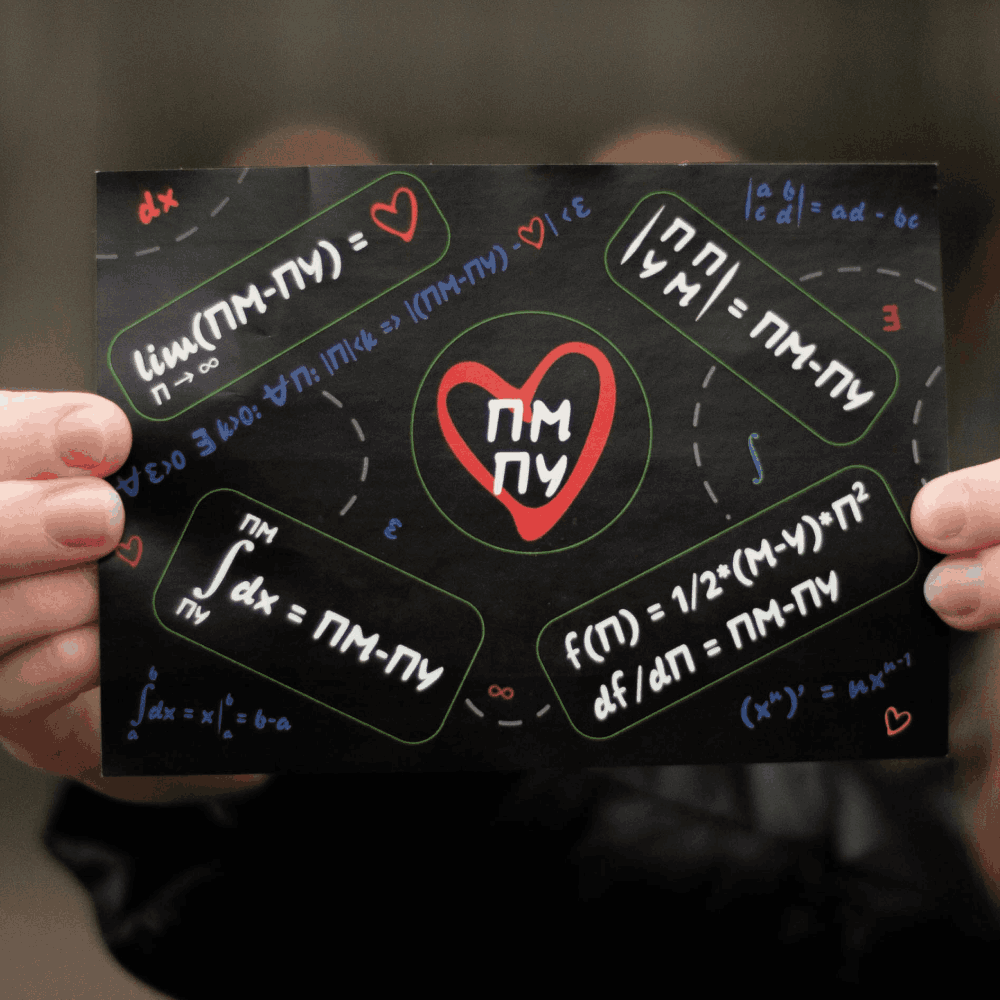 dx
lim(ПМ-ПУ) = ♡
П → ∞
∀ε>0 ∃k>0: ∀П: |П|<k => |(ПМ-ПУ) - ♡| < ε
|a b|
|c d| = ad - bc
|П П|
|У М| = ПМ-ПУ
∃
ПМ
ПУ
∫
ε
ПМ
∫dx = ПМ-ПУ
ПУ
f(П) = 1/2*(М-У)*П²
df/dП = ПМ-ПУ
∞
b
∫dx = x|ᵇ = b-a
a a
(xⁿ)' = nxⁿ⁻¹